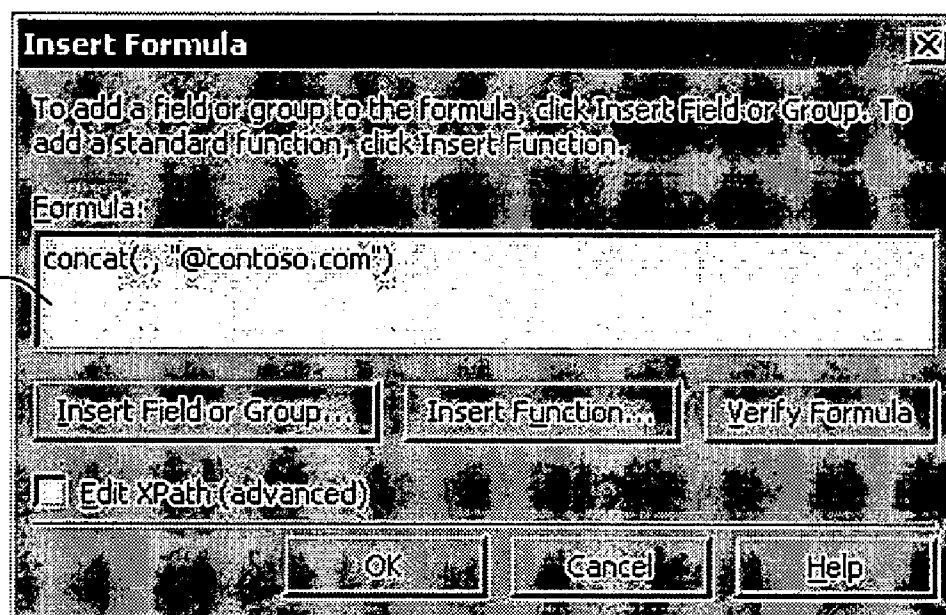 Insert Formula
To add a field or group to the formula, click Insert Field or Group. To
add a standard function, click Insert Function.
Formula:
concat(., "@contoso.com")
Insert Field or Group... Insert Function... Verify Formula
Edit XPath (advanced)
OK Cancel Help